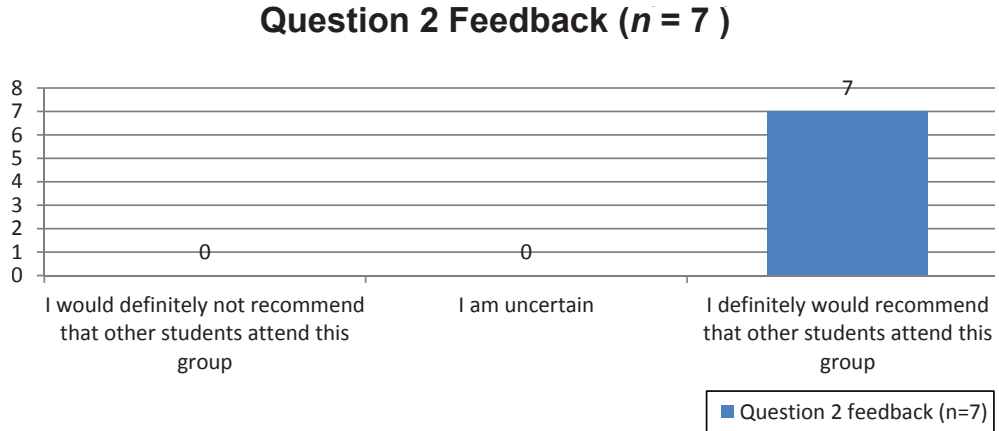 Question 2 Feedback (n = 7 )
8
7
6
5
4
3
2
1
0
0
0
7
I would definitely not recommend
that other students attend this
group
I am uncertain
I definitely would recommend
that other students attend this
group
Question 2 feedback (n=7)